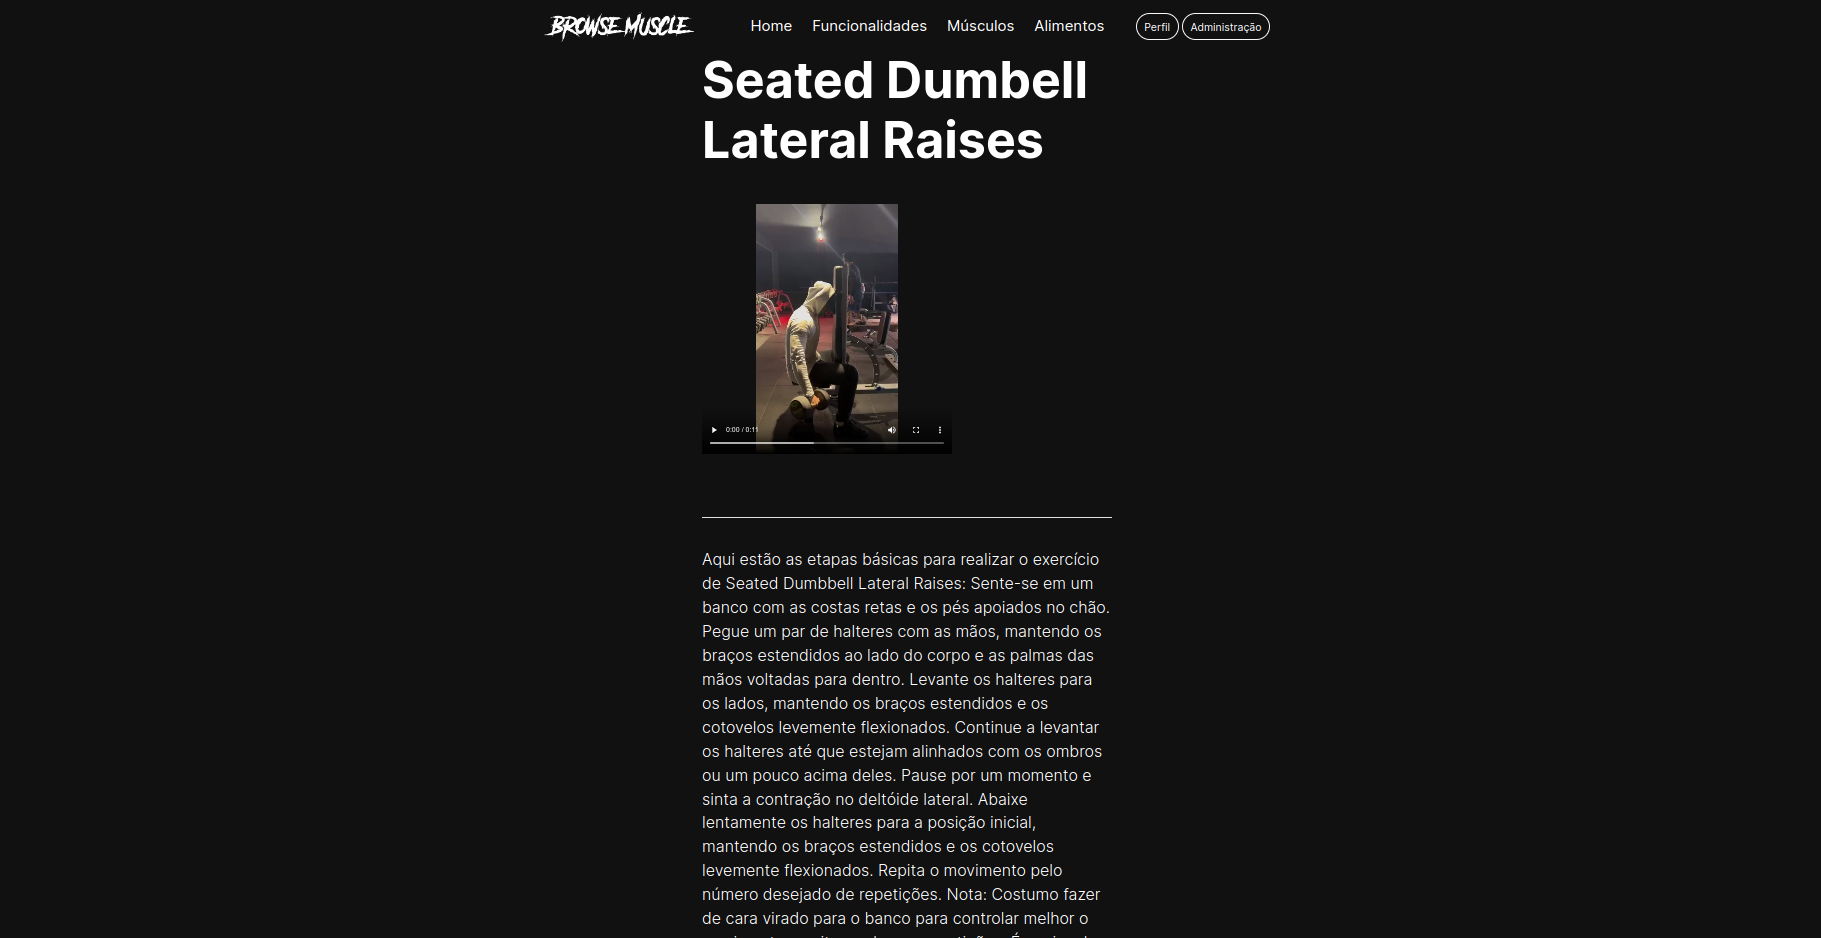 BROWSE MUSCLE
Home
Funcionalidades
Músculos
Alimentos
Perfil
Administração
Seated Dumbell
Lateral Raises
0:00 / 0:11
Aqui estão as etapas básicas para realizar o exercício
de Seated Dumbbell Lateral Raises: Sente-se em um
banco com as costas retas e os pés apoiados no chão.
Pegue um par de halteres com as mãos, mantendo os
braços estendidos ao lado do corpo e as palmas das
mãos voltadas para dentro. Levante os halteres para
os lados, mantendo os braços estendidos e os
cotovelos levemente flexionados. Continue a levantar
os halteres até que estejam alinhados com os ombros
ou um pouco acima deles. Pause por um momento e
sinta a contração no deltóide lateral. Abaixe
lentamente os halteres para a posição inicial,
mantendo os braços estendidos e os cotovelos
levemente flexionados. Repita o movimento pelo
número desejado de repetições. Nota: Costumo fazer
de cara virado para o banco para controlar melhor o